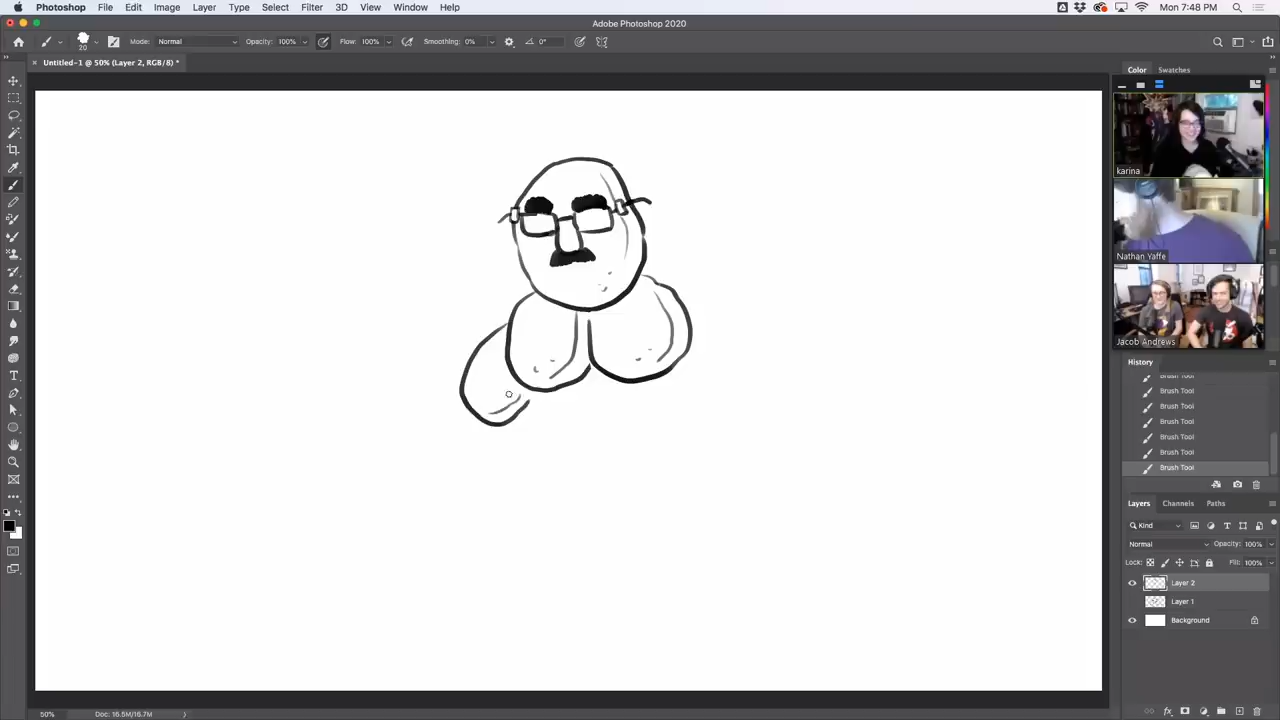 Photoshop File Edit Image Layer Type Select Filter 3D View Window Help Mon 7:48 PM
Adobe Photoshop 2020
20 Mode: Normal Opacity: 100% Flow: 100% Smoothing: 0% 0°
Untitled-1 @ 50% (Layer 2, RGB/8) *
Color Swatches
karina
Nathan Yaffe
Jacob Andrews
History
Brush Tool
Brush Tool
Brush Tool
Brush Tool
Brush Tool
Brush Tool
Brush Tool
Layers Channels Paths
Kind
Normal Opacity: 100%
Lock: Fill: 100%
Layer 2
Layer 1
Background
50% Doc: 16.5M/16.7M